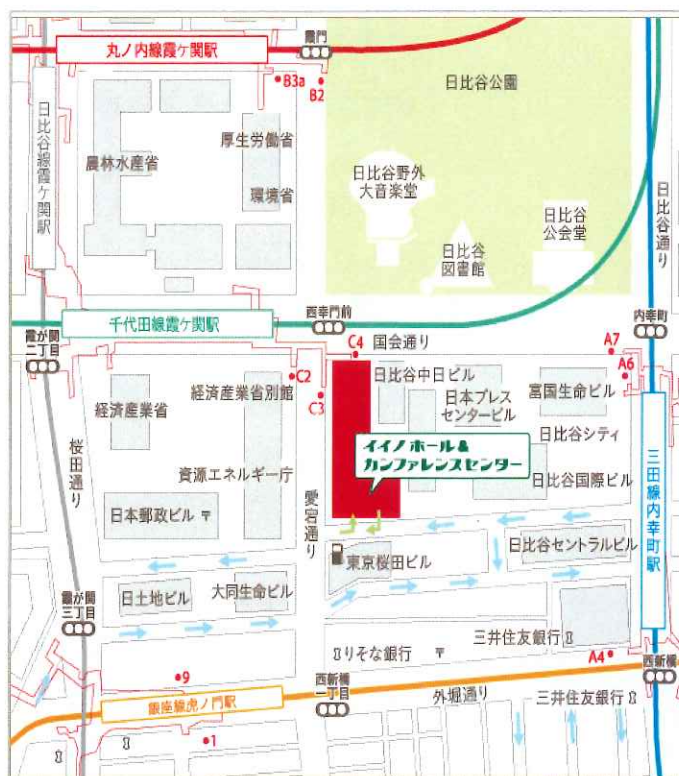 丸ノ内線霞ケ関駅
霞門
B3a
B2
日比谷公園
日比谷線霞ケ関駅
農林水産省
厚生労働省
環境省
日比谷野外
大音楽堂
日比谷
図書館
日比谷
公会堂
日比谷通り
千代田線霞ケ関駅
西幸門前
国会通り
内幸町
霞が関
二丁目
C4
A7
A6
C2
C3
経済産業省
経済産業省別館
日比谷中日ビル
日本プレス
センタービル
富国生命ビル
イイノホール&
カンファレンスセンター
日比谷シティ
日比谷国際ビル
桜田通り
資源エネルギー庁
愛宕通り
日本郵政ビル 〒
三田線内幸町駅
東京桜田ビル
日比谷セントラルビル
日土地ビル
大同生命ビル
霞が関
三丁目
りそな銀行
〒
三井住友銀行
A4
西新橋
9
銀座線虎ノ門駅
西新橋
一丁目
外堀通り
三井住友銀行
1